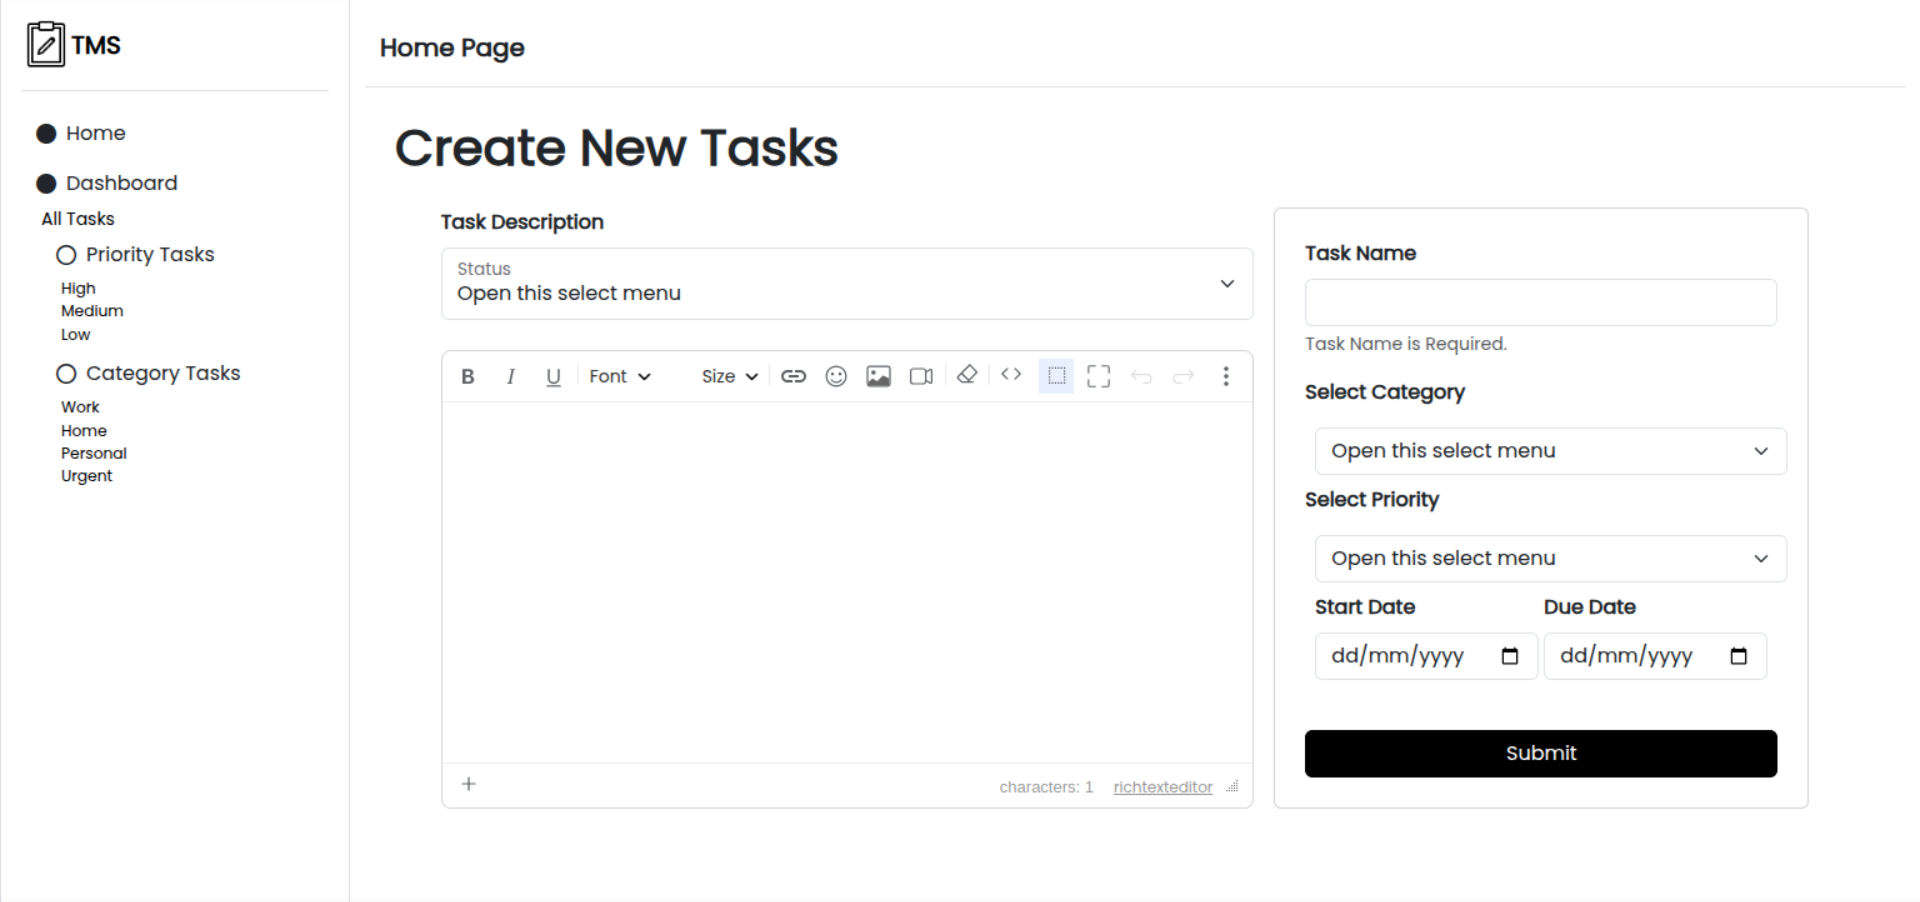 TMS
Home
Dashboard
All Tasks
Priority Tasks
High
Medium
Low
Category Tasks
Work
Home
Personal
Urgent
Home Page
Create New Tasks
Task Description
Status
Open this select menu
B I U Font Size
characters: 1 richtexteditor
Task Name
Task Name is Required.
Select Category
Open this select menu
Select Priority
Open this select menu
Start Date Due Date
dd/mm/yyyy dd/mm/yyyy
Submit